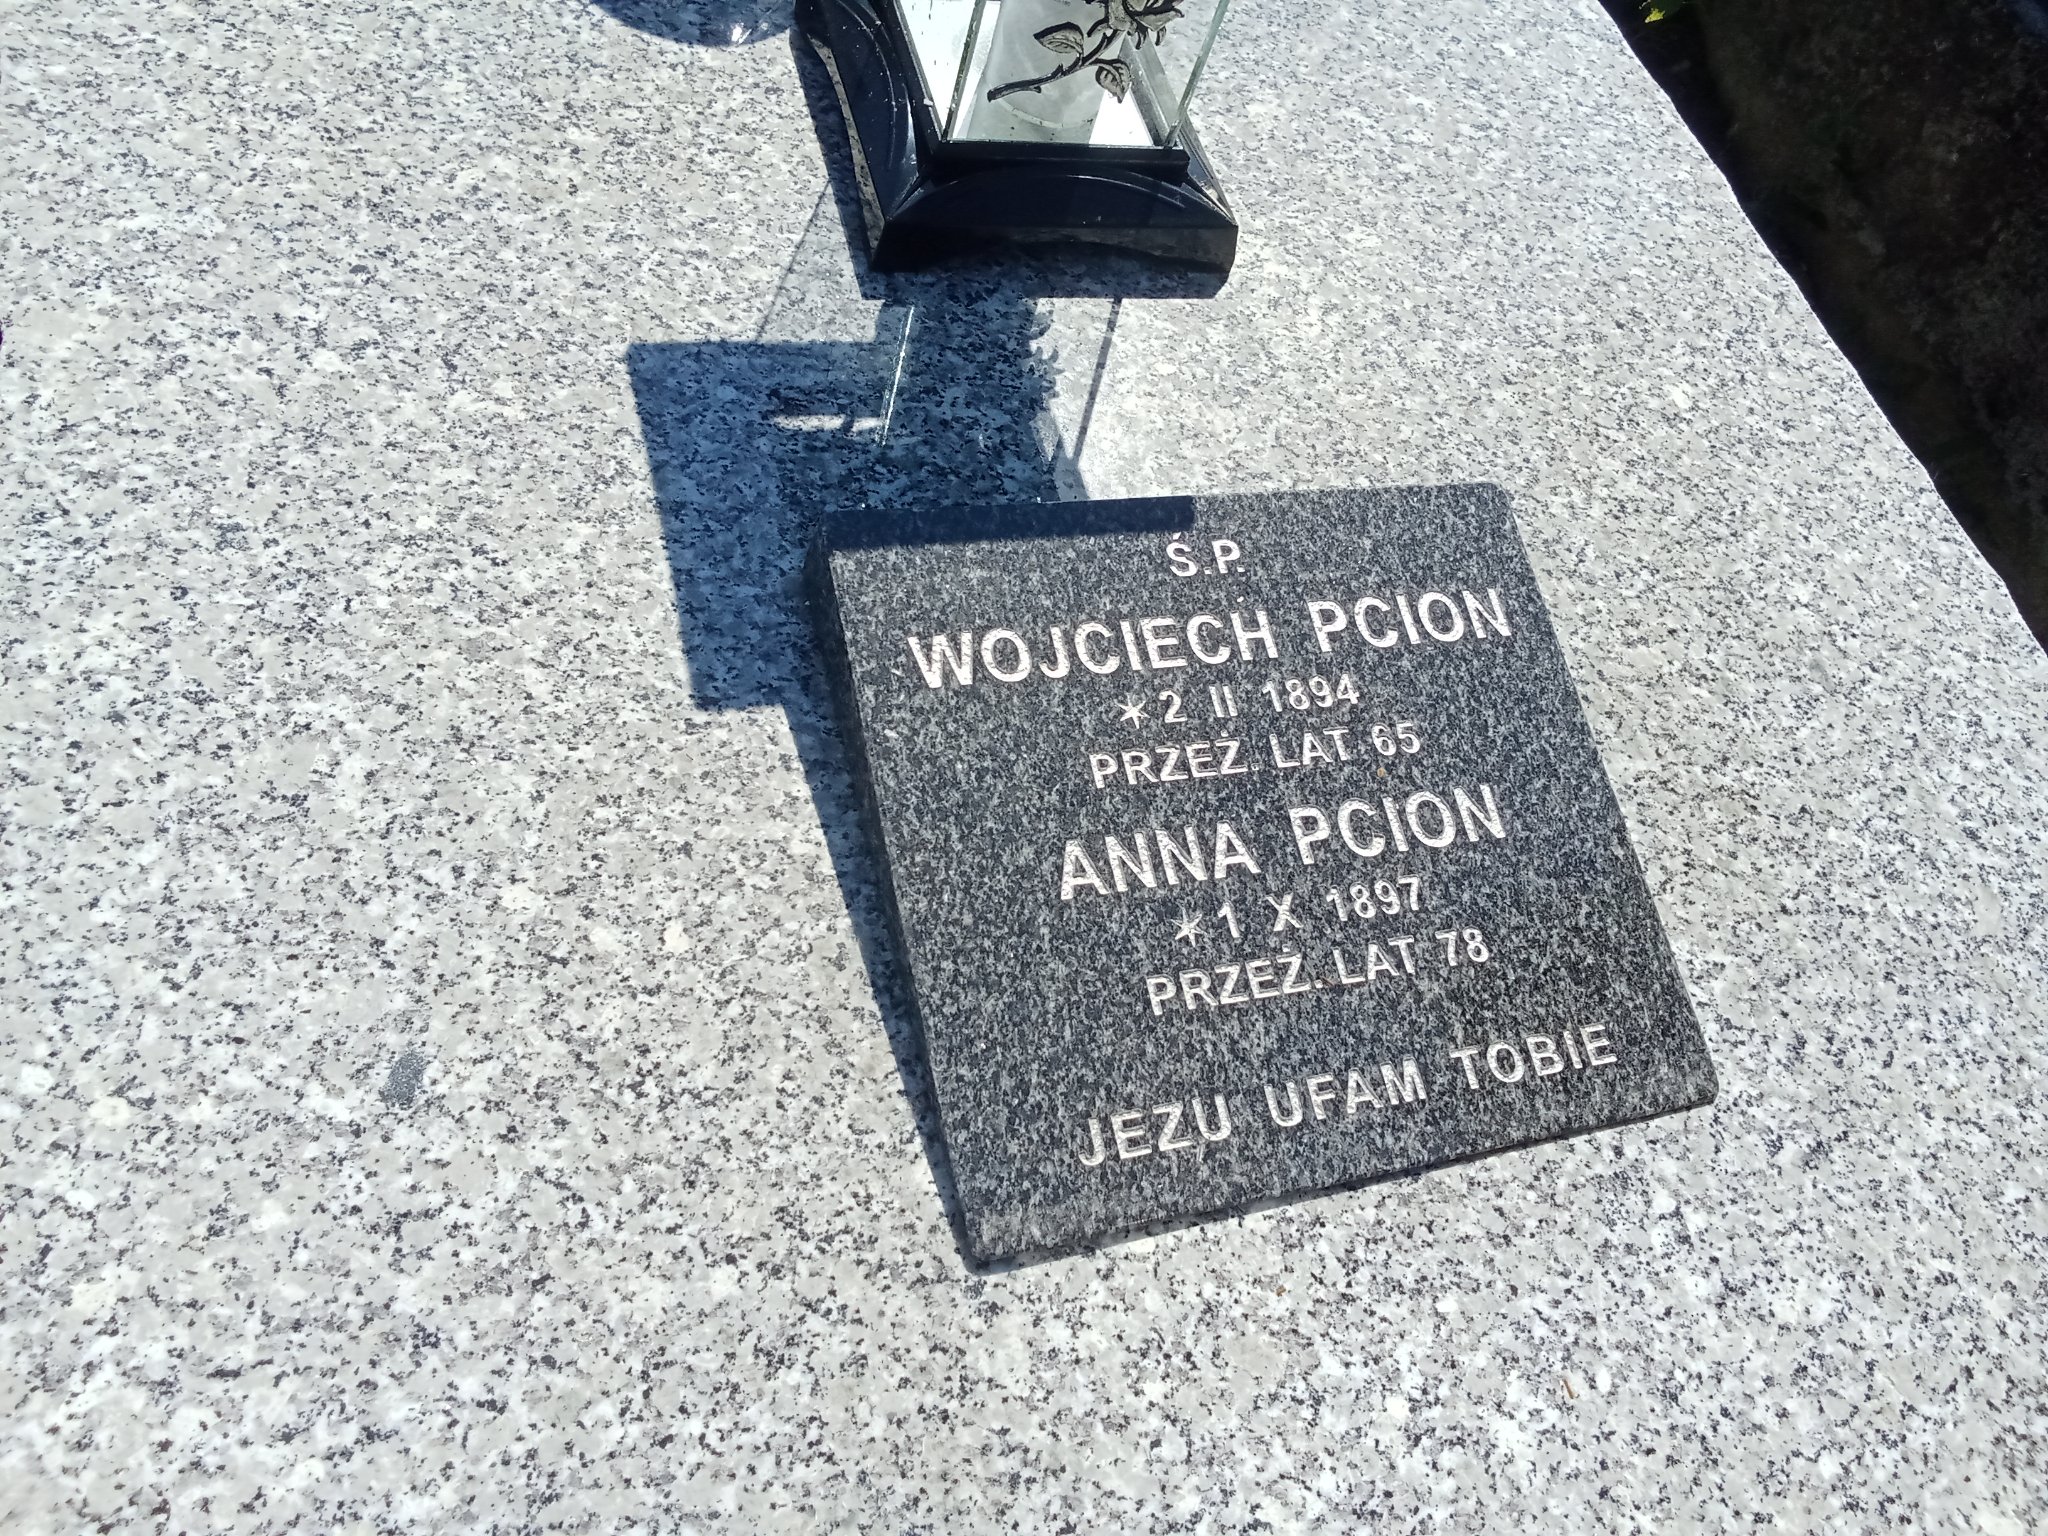 Ś.P.
WOJCIECH PCION
*2 II 1894
PRZEŻ. LAT 65
ANNA PCION
*1 X 1897
PRZEŻ. LAT 78
JEZU UFAM TOBIE